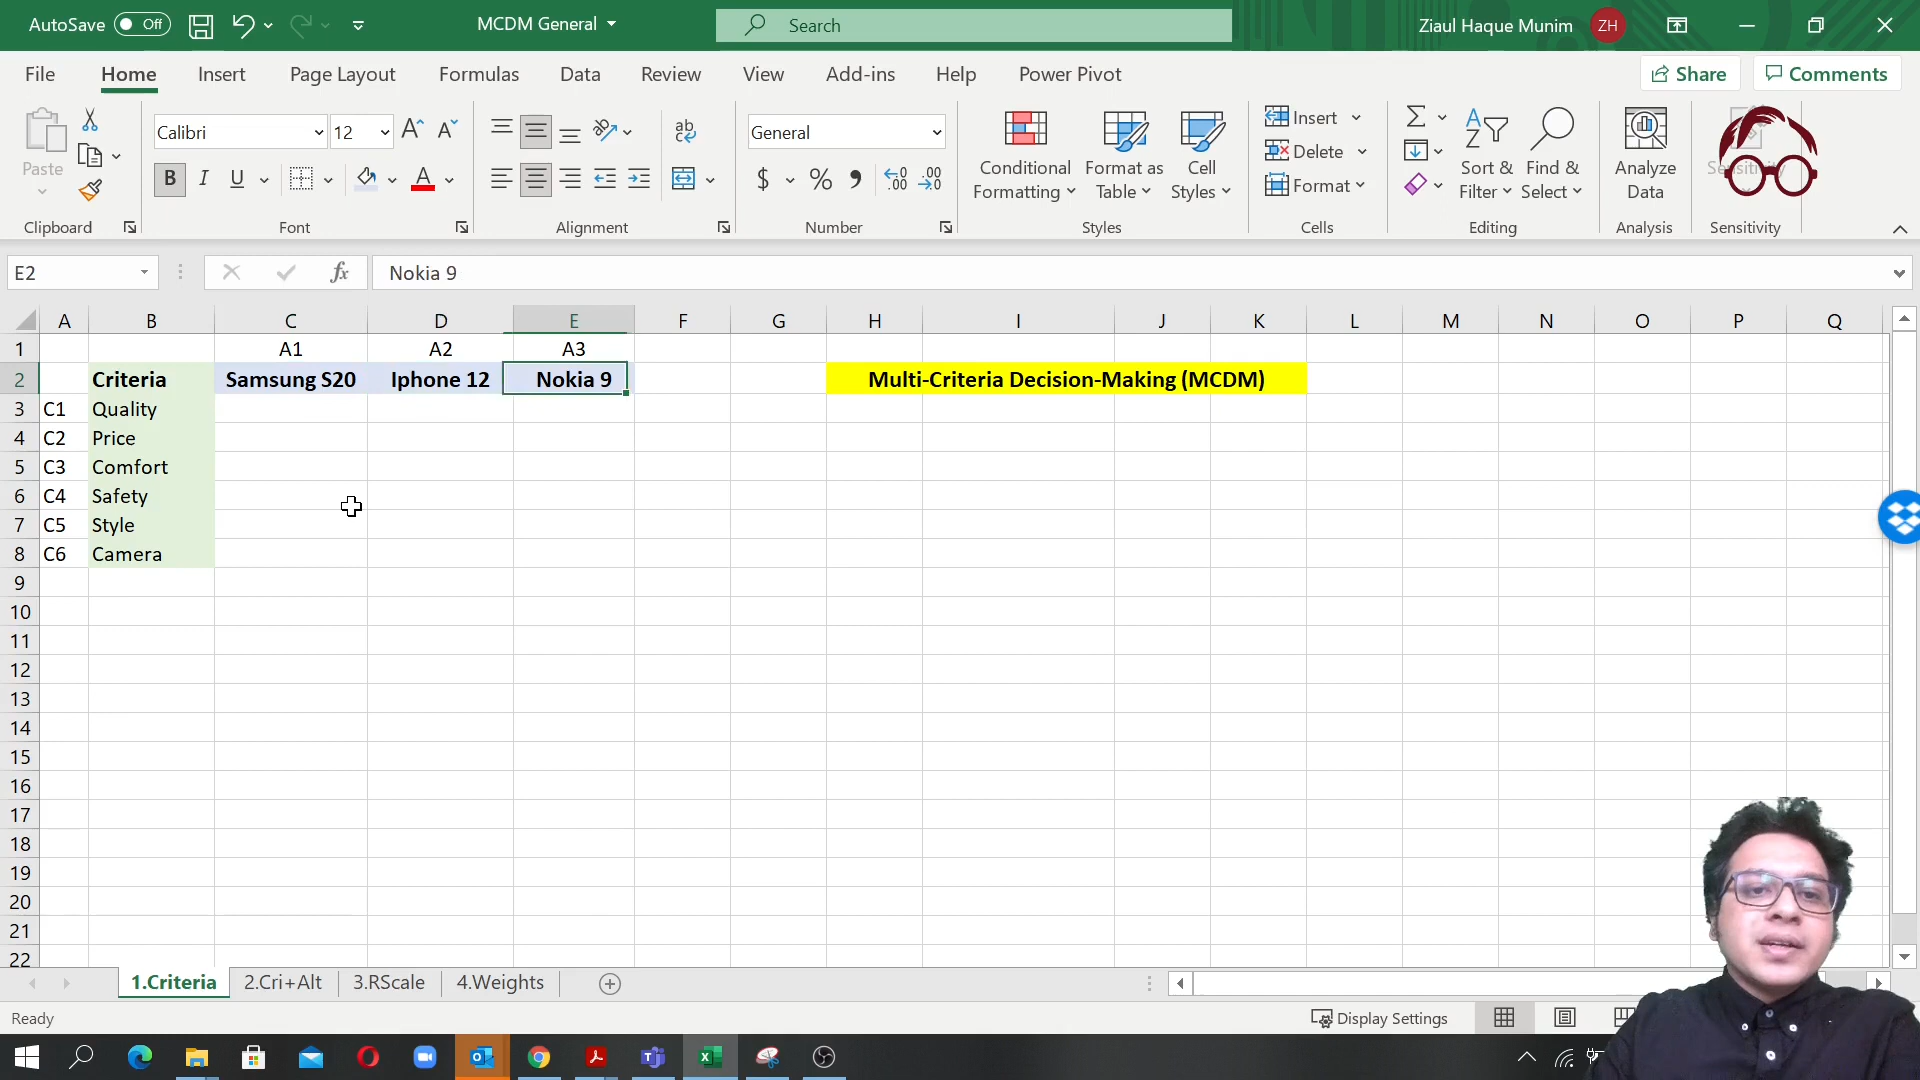 AutoSave Off MCDM General Search Ziaul Haque Munim ZH
File Home Insert Page Layout Formulas Data Review View Add-ins Help Power Pivot Share Comments
Paste
Calibri 12
B I U
A A
ab
General
$ % 9
Conditional Formatting
Format as Table
Cell Styles
Insert
Delete
Format
Sort & Filter
Find & Select
Analyze Data
Sensitivity
Clipboard Font Alignment Number Styles Cells Editing Analysis Sensitivity
E2 fx Nokia 9
A B C D E F G H I J K L M N O P Q
1 A1 A2 A3
2 Criteria Samsung S20 Iphone 12 Nokia 9 Multi-Criteria Decision-Making (MCDM)
3 C1 Quality
4 C2 Price
5 C3 Comfort
6 C4 Safety
7 C5 Style
8 C6 Camera
9
10
11
12
13
14
15
16
17
18
19
20
21
22
1.Criteria 2.Cri+Alt 3.RScale 4.Weights
Ready Display Settings